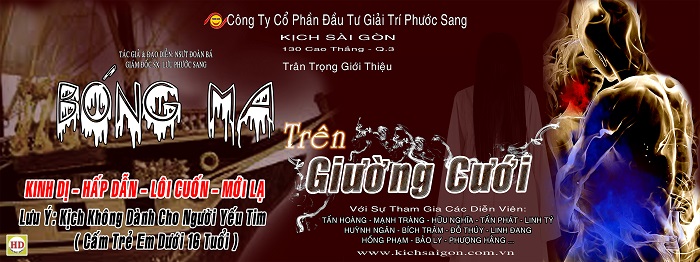 Công Ty Cổ Phần Đầu Tư Giải Trí Phước Sang
KỊCH SÀI GÒN
130 Cao Thắng - Q.3
Trân Trọng Giới Thiệu
TÁC GIẢ & ĐẠO DIỄN: NSƯT ĐOÀN BÁ
GIÁM ĐỐC SX: LƯU PHƯỚC SANG
BÓNG MA
Trên
Giường Cưới
KINH DỊ - HẤP DẪN - LÔI CUỐN - MỚI LẠ
Lưu Ý: Kịch Không Dành Cho Người Yếu Tim
( Cấm Trẻ Em Dưới 16 Tuổi )
HD
Với Sự Tham Gia Các Diễn Viên:
TẤN HOÀNG - MẠNH TRÀNG - HỮU NGHĨA - TẤN PHÁT - LINH TÝ
HUỲNH NGÂN - BÍCH TRÂM - ĐỖ THÙY - LINH ĐANG
HỒNG PHẠM - BẢO LÝ - PHƯỢNG HẰNG ...
www.kichsaigon.com.vn